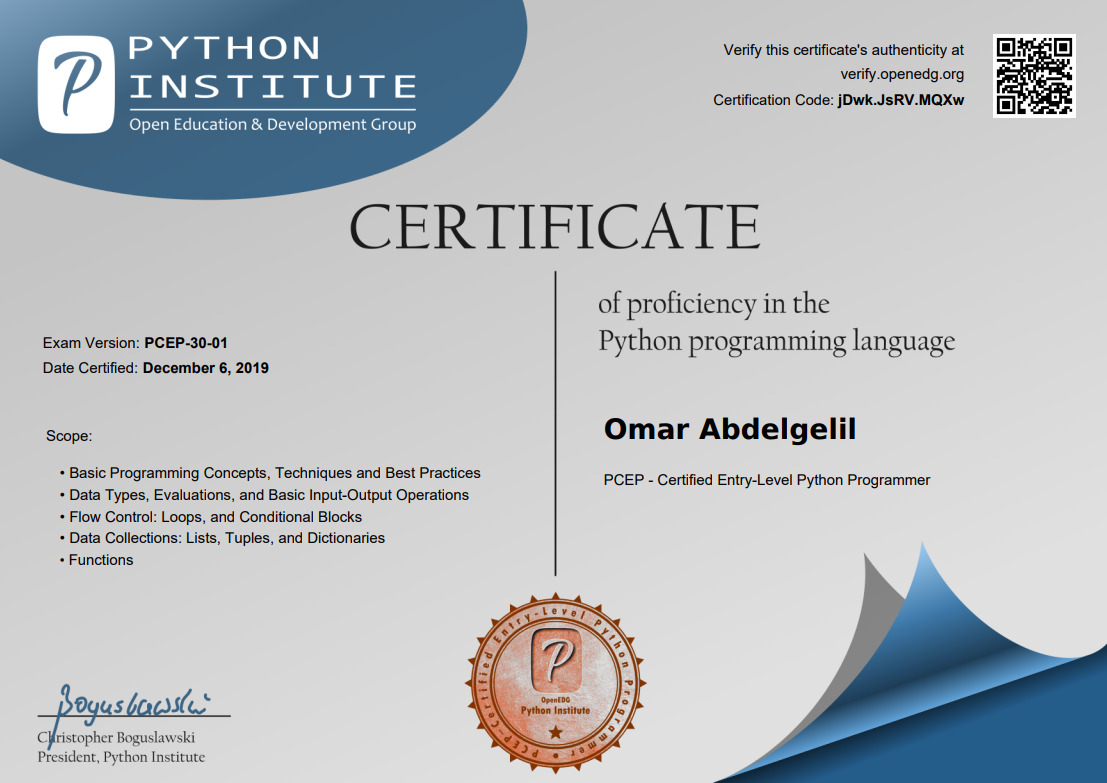 PYTHON
INSTITUTE
Open Education & Development Group
Verify this certificate's authenticity at
verify.openedg.org
Certification Code: jDwk.JsRV.MQXw
CERTIFICATE
of proficiency in the
Python programming language
Exam Version: PCEP-30-01
Date Certified: December 6, 2019
Omar Abdelgelil
PCEP - Certified Entry-Level Python Programmer
Scope:
• Basic Programming Concepts, Techniques and Best Practices
• Data Types, Evaluations, and Basic Input-Output Operations
• Flow Control: Loops, and Conditional Blocks
• Data Collections: Lists, Tuples, and Dictionaries
• Functions
PCEP-Certified Entry-Level Python Programmer
OpenEDG
Python Institute
Bogusławski
Christopher Boguslawski
President, Python Institute